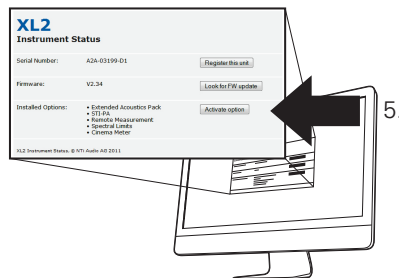 XL2
Instrument Status
Serial Number: A2A-03199-D1 Register this unit
Firmware: V2.34 Look for FW update
Installed Options: • Extended Acoustics Pack Activate option
• STI-PA
• Remote Measurement
• Spectral Limits
• Cinema Meter
XL2 Instrument Status, © NTi Audio AG 2011
5.